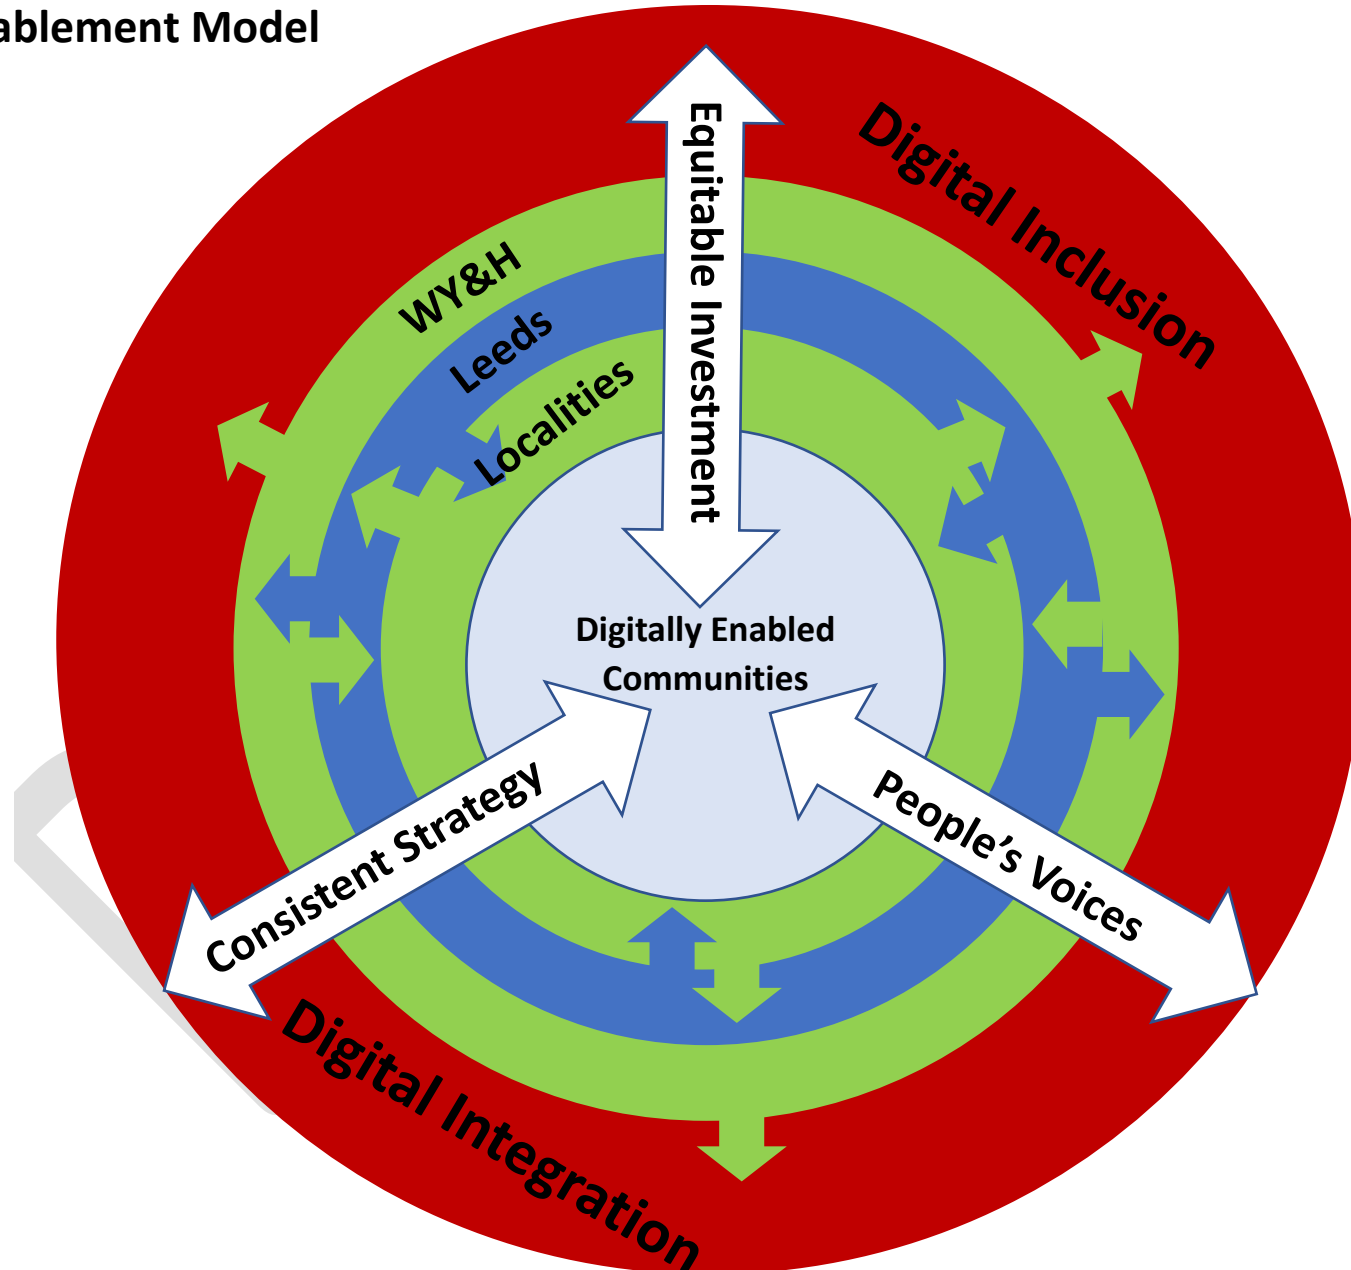 ablement Model
Equitable Investment
Digital Inclusion
WY&H
Leeds
Localities
Digitally Enabled
Communities
Consistent Strategy
People’s Voices
Digital Integration